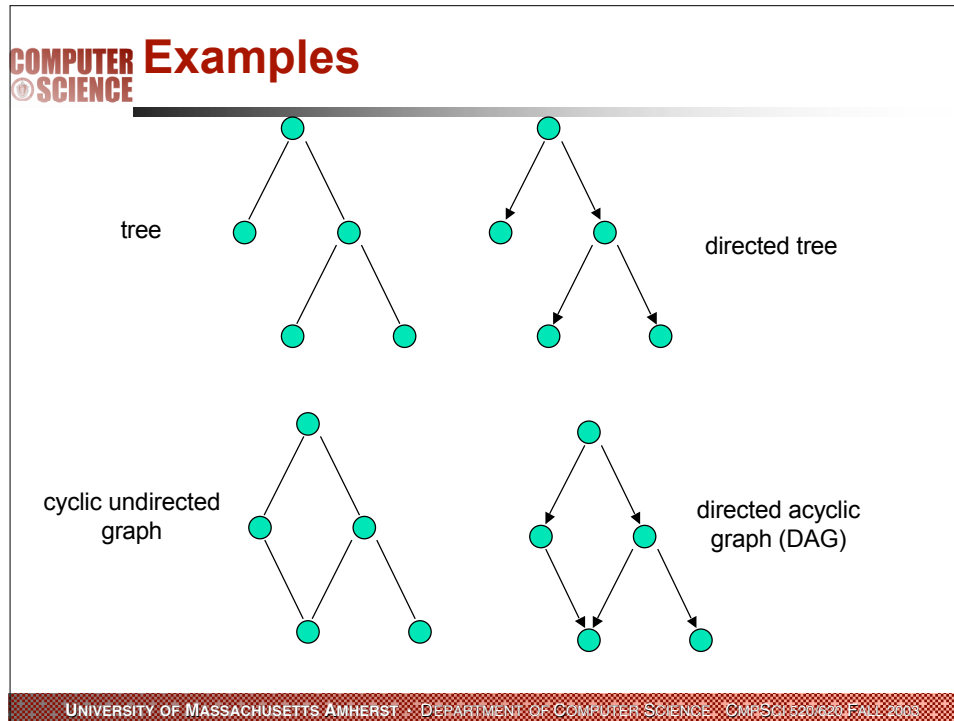 COMPUTER
SCIENCE
Examples
tree
directed tree
cyclic undirected
graph
directed acyclic
graph (DAG)
UNIVERSITY OF MASSACHUSETTS AMHERST · DEPARTMENT OF COMPUTER SCIENCE CMPSCI 520/620 FALL 2003